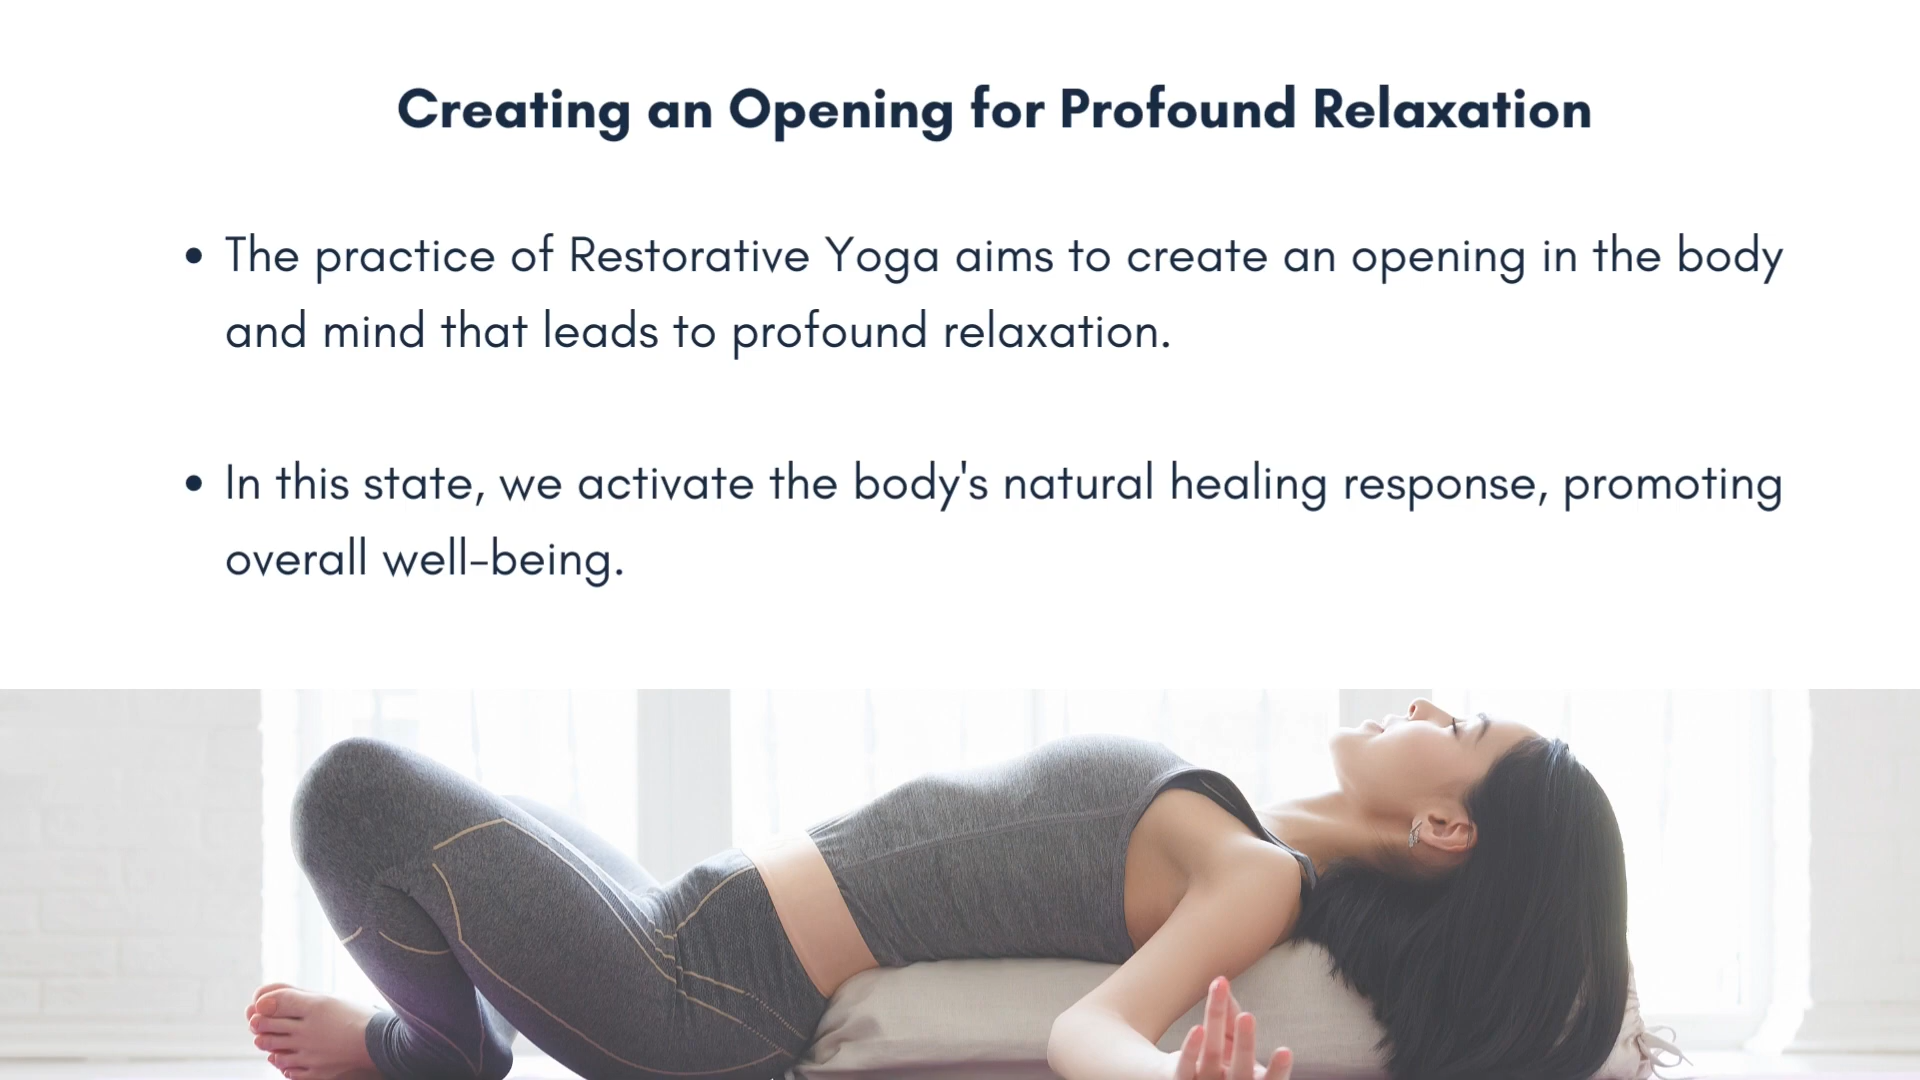 Creating an Opening for Profound Relaxation
• The practice of Restorative Yoga aims to create an opening in the body
and mind that leads to profound relaxation.
• In this state, we activate the body's natural healing response, promoting
overall well-being.